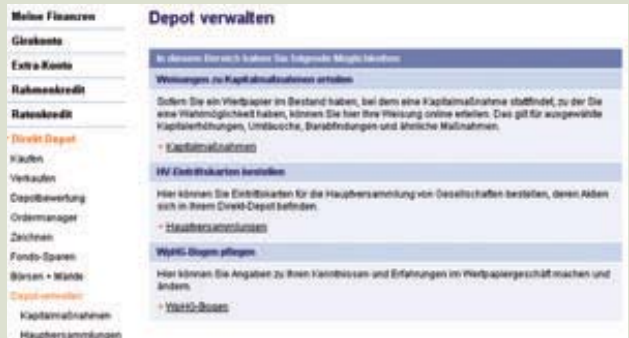 Meine Finanzen
Girokonto
Extra-Konto
Rahmenkredit
Ratenkredit
Direkt-Depot
Kaufen
Verkaufen
Depotbewertung
Ordermanager
Zeichnen
Fonds-Sparen
Börsen + Märkte
Depot verwalten
Kapitalmaßnahmen
Hauptversammlungen
Depot verwalten
In diesem Bereich haben Sie folgende Möglichkeiten
Weisungen zu Kapitalmaßnahmen erteilen
Sofern Sie ein Wertpapier im Bestand haben, bei dem eine Kapitalmaßnahme stattfindet, zu der Sie
eine Wahlmöglichkeit haben, können Sie hier Ihre Weisung online erteilen. Das gilt für ausgewählte
Kapitalerhöhungen, Umtäusche, Barabfindungen und ähnliche Maßnahmen.
Kapitalmaßnahmen
HV-Eintrittskarten bestellen
Hier können Sie Eintrittskarten für die Hauptversammlung von Gesellschaften bestellen, deren Aktien
sich in Ihrem Direkt-Depot befinden.
Hauptversammlungen
WpHG-Bogen pflegen
Hier können Sie Angaben zu Ihren Kenntnissen und Erfahrungen im Wertpapiergeschäft machen und
ändern.
WpHG-Bogen